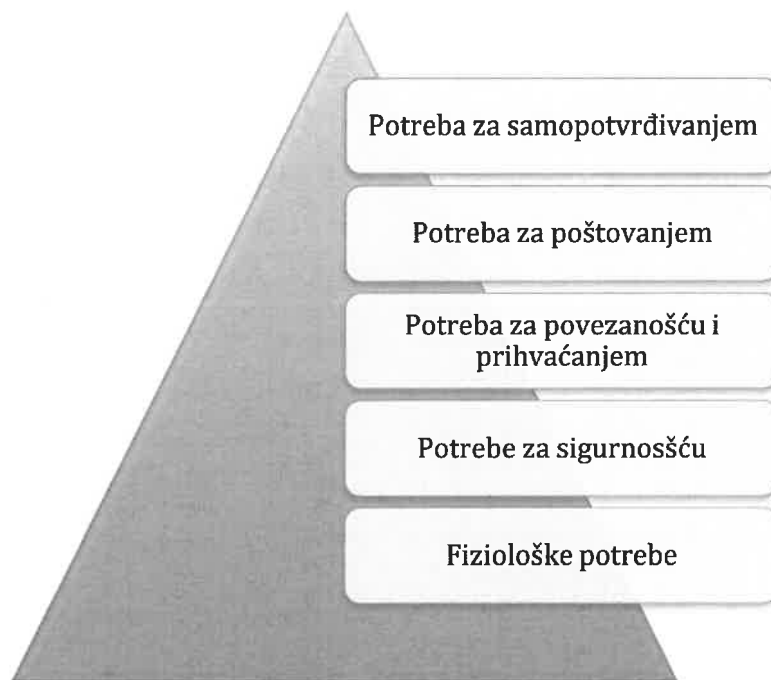 Potreba za samopotvrđivanjem
Potreba za poštovanjem
Potreba za povezanošću i
prihvaćanjem
Potrebe za sigurnosšću
Fiziološke potrebe